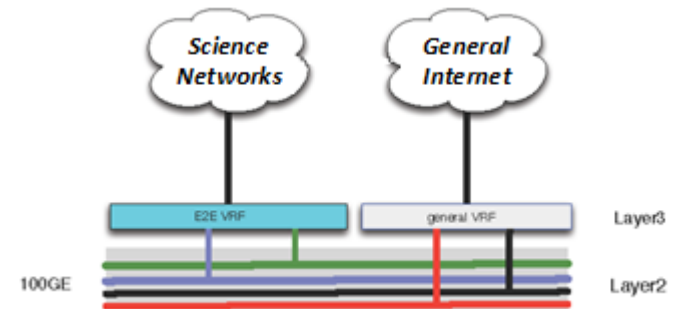 Science
Networks
General
Internet
E2E VRF
general VRF
Layer3
100GE
Layer2